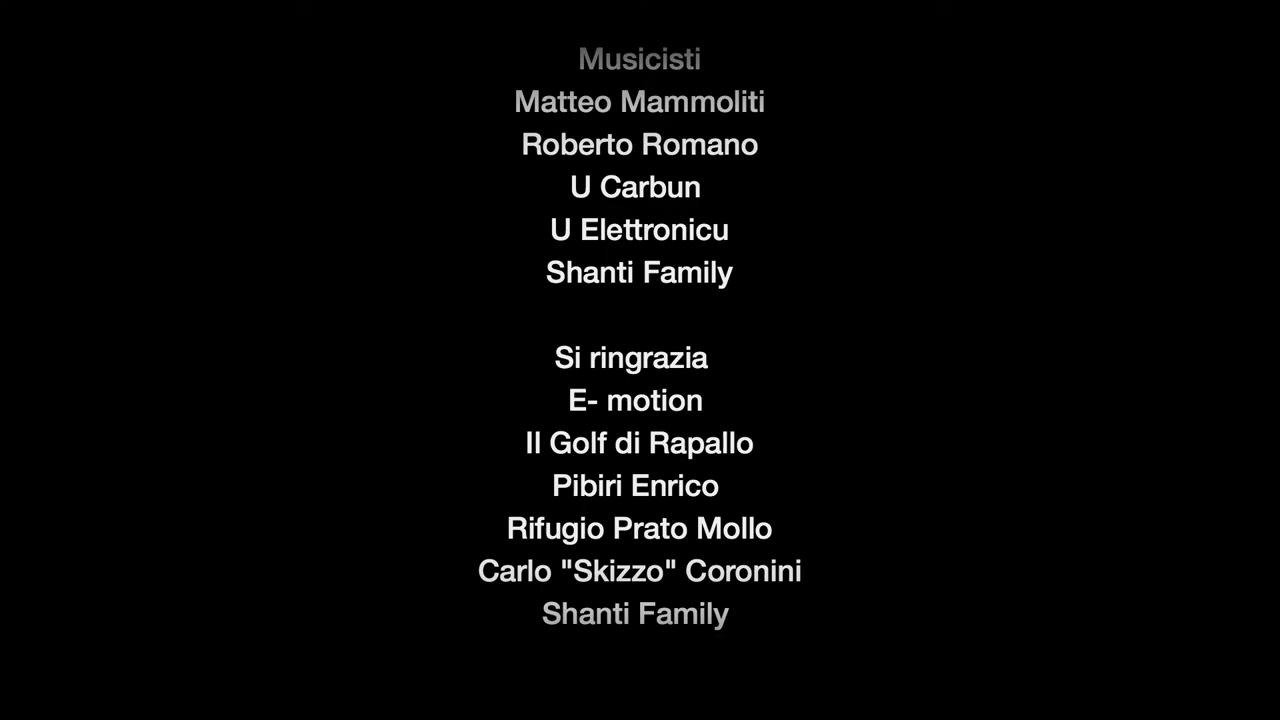 Musicisti
Matteo Mammoliti
Roberto Romano
U Carbun
U Elettronicu
Shanti Family
Si ringrazia
E- motion
Il Golf di Rapallo
Pibiri Enrico
Rifugio Prato Mollo
Carlo "Skizzo" Coronini
Shanti Family